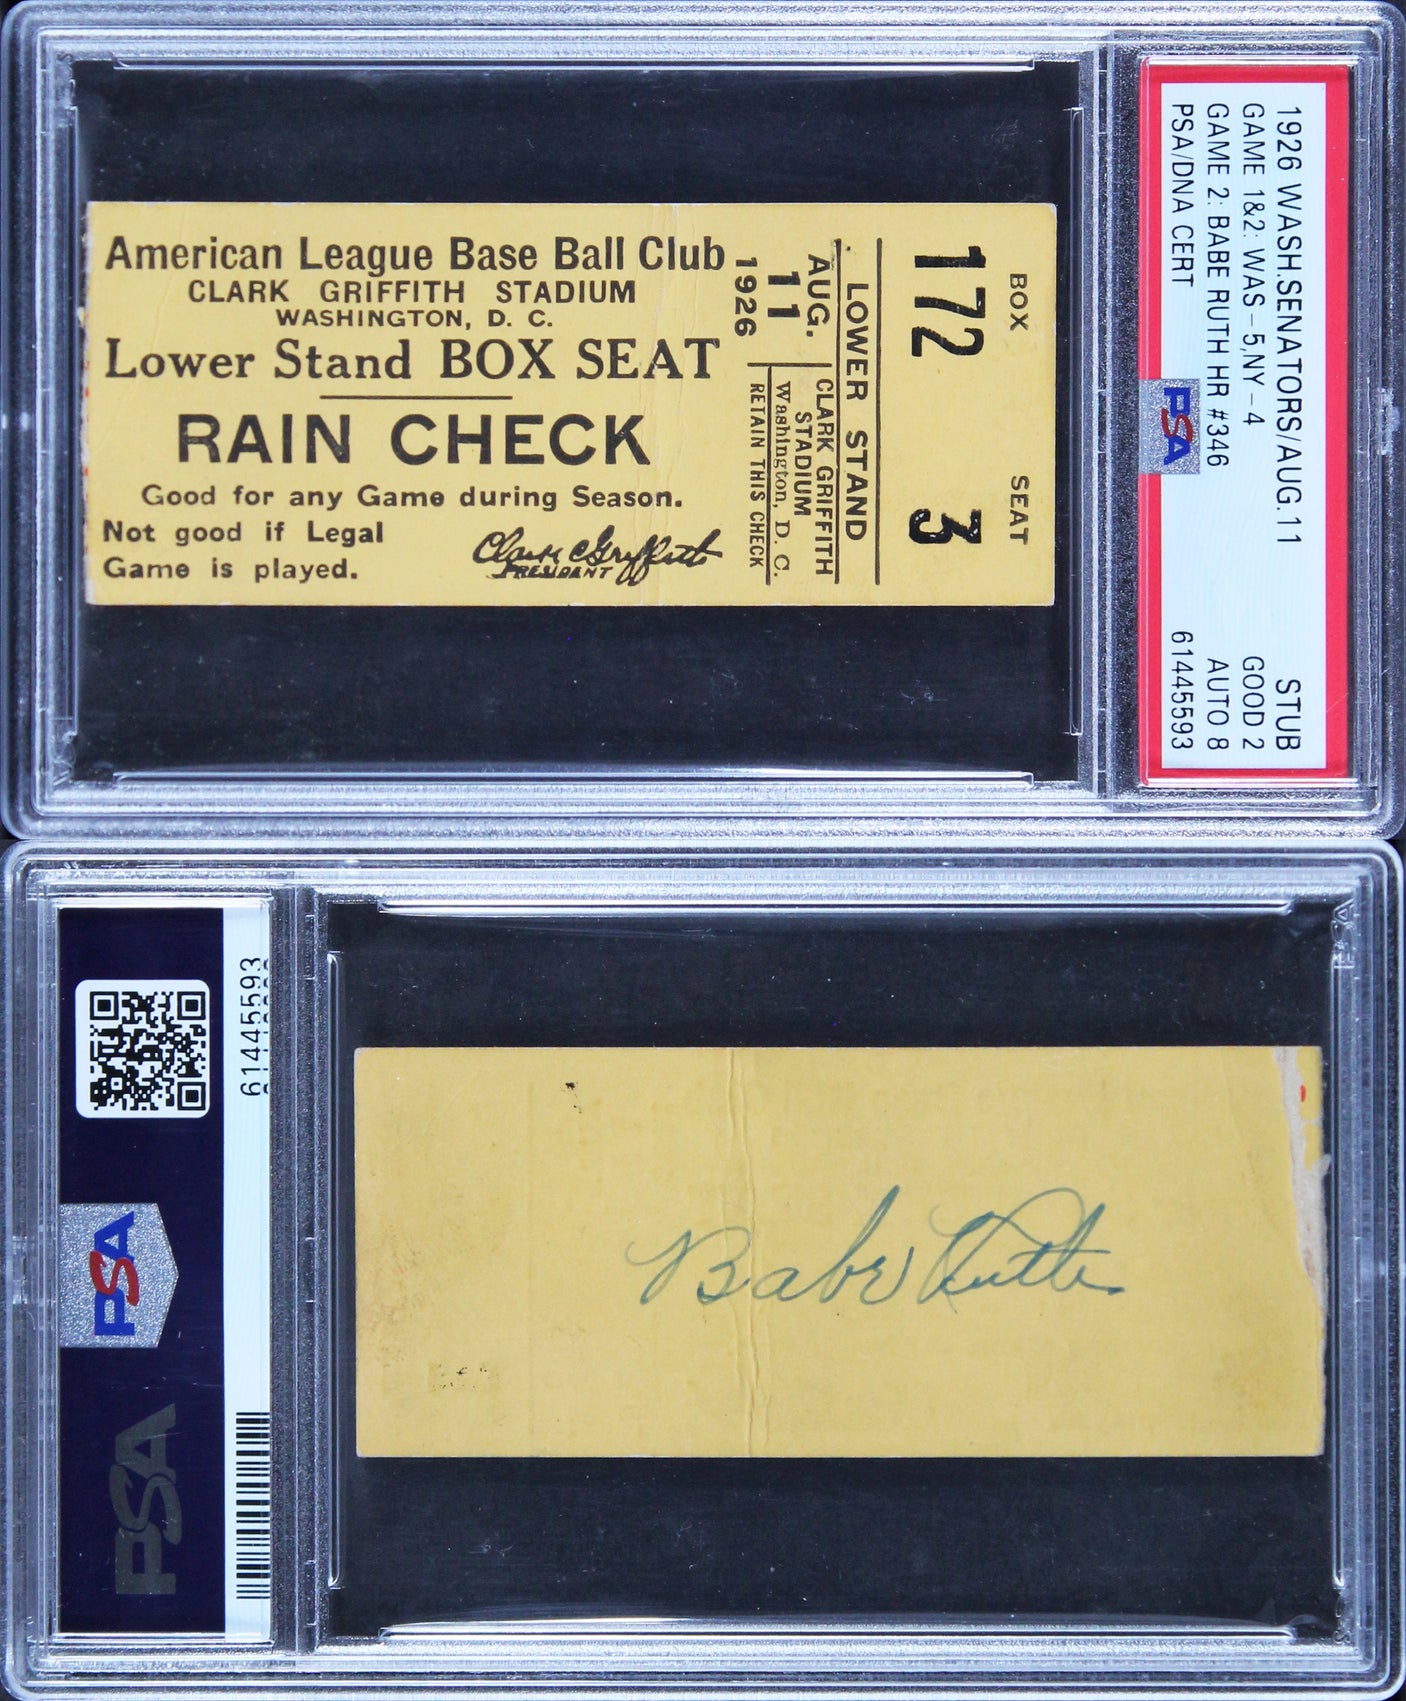 American League Base Ball Club
CLARK GRIFFITH STADIUM
WASHINGTON, D. C.
Lower Stand BOX SEAT
RAIN CHECK
Good for any Game during Season.
Not good if Legal
Game is played.
Clark C Griffith
PRESIDENT
AUG.
11
1926
CLARK GRIFFITH
STADIUM
Washington, D. C.
RETAIN THIS CHECK
LOWER STAND
BOX SEAT
172 3
1926 WASH.SENATORS/AUG.11 STUB
GAME 1&2: WAS - 5,NY - 4 GOOD 2
GAME 2: BABE RUTH HR #346 AUTO 8
PSA/DNA CERT 61445593
PSA
61445593
PSA
PSA
Babe Ruth